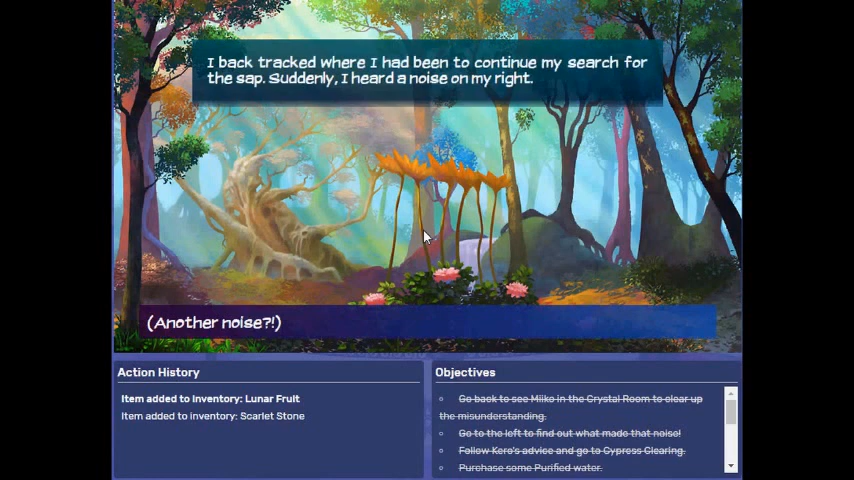 I back tracked where I had been to continue my search for
the sap. Suddenly, I heard a noise on my right.
(Another noise?!)
Action History
Item added to inventory: Lunar Fruit
Item added to inventory: Scarlet Stone
Objectives
Go back to see Miiko in the Crystal Room to clear up
the misunderstanding.
Go to the left to find out what made that noise!
Follow Kero's advice and go to Cypress Clearing.
Purchase some Purified water.